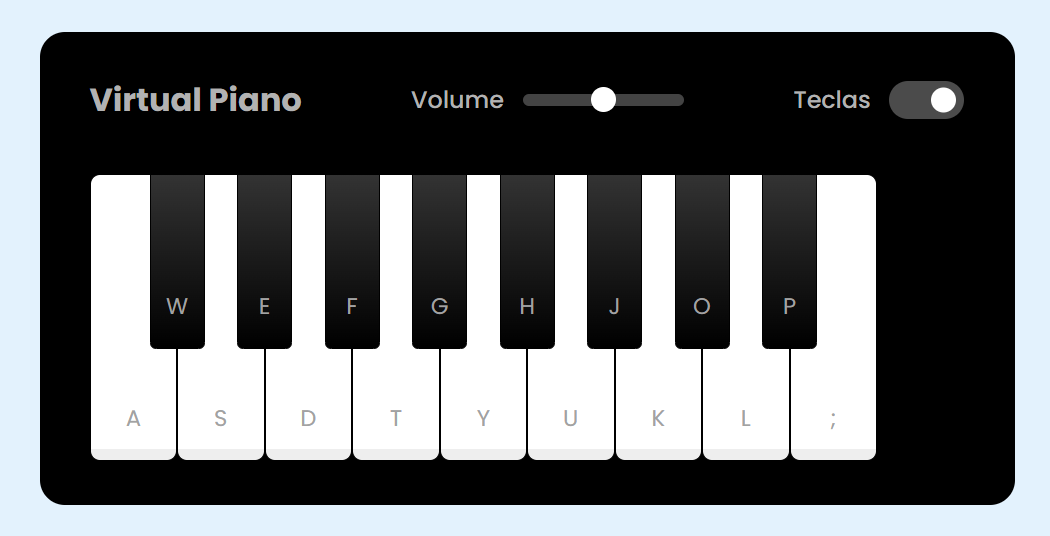 Virtual Piano
Volume
Teclas
W E F G H J O P
A S D T Y U K L ;